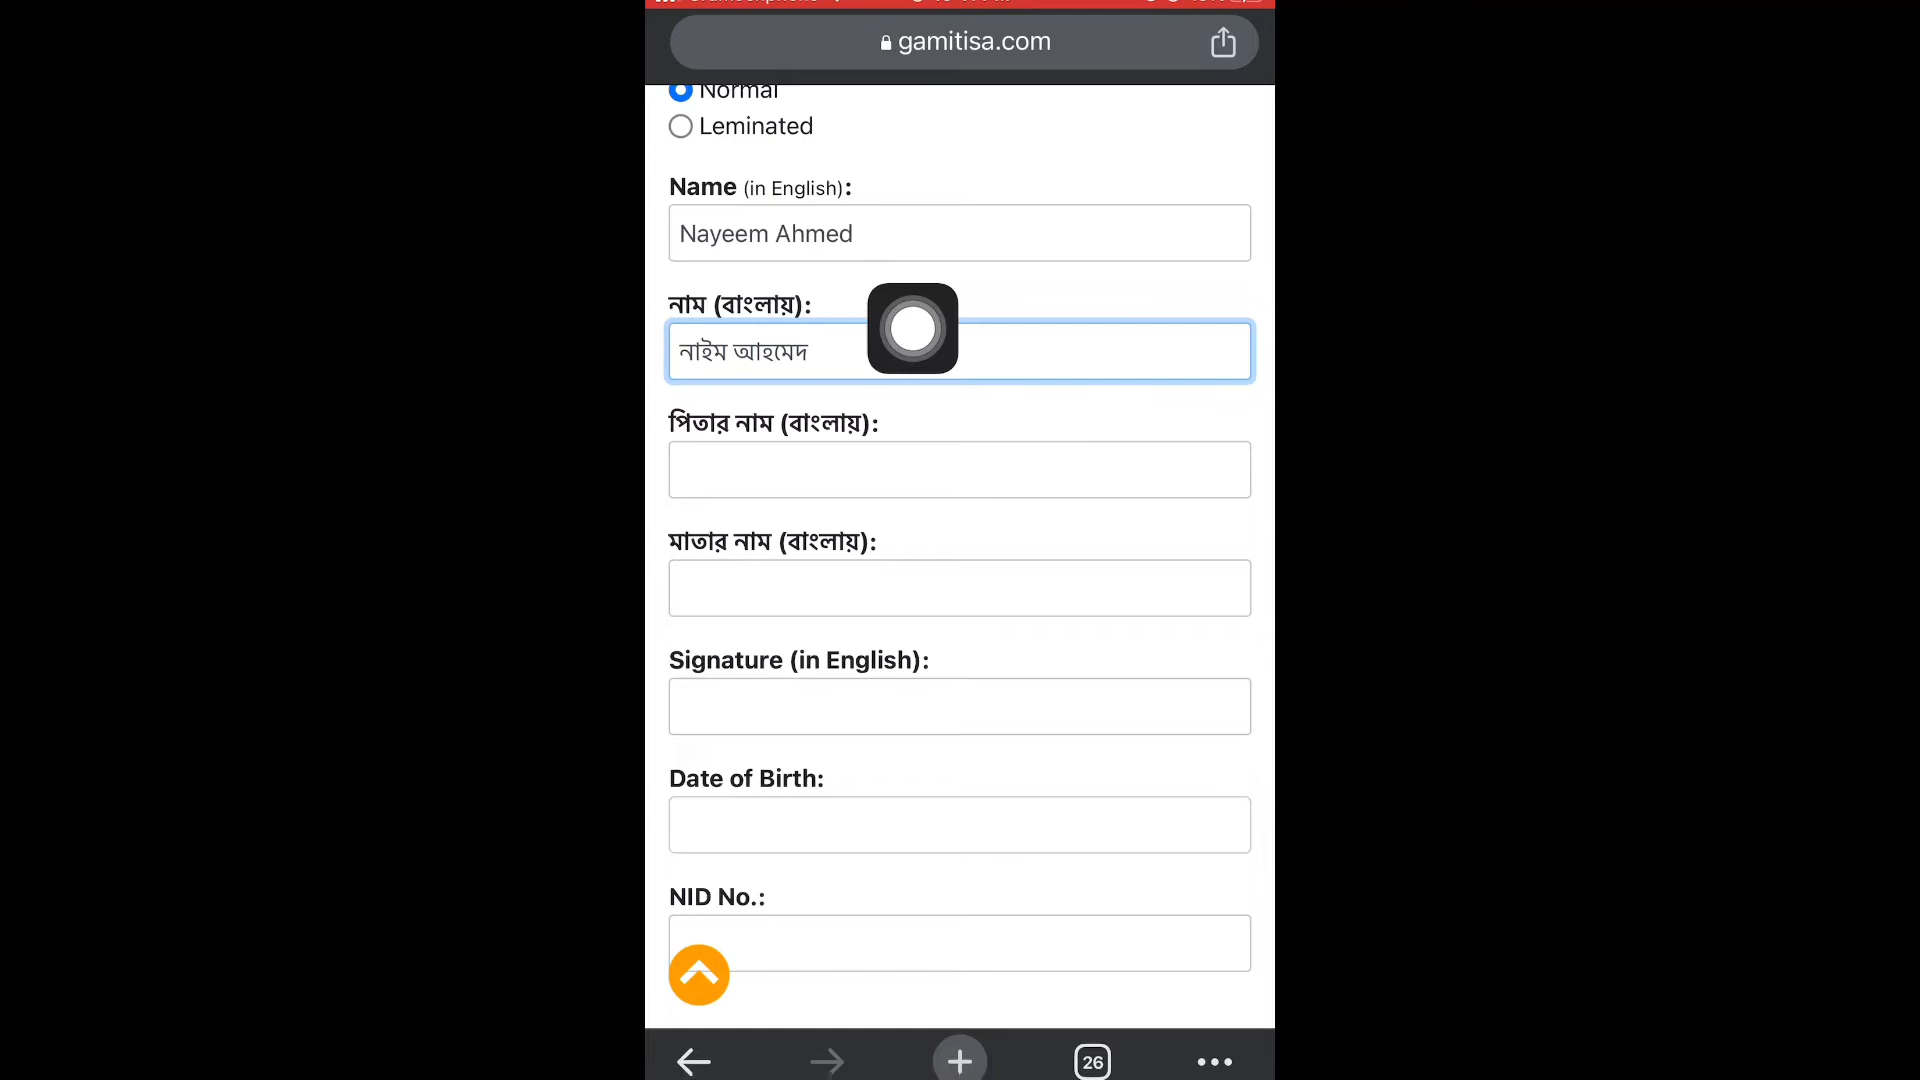 gamitisa.com
Normal
Leminated
Name (in English):
Nayeem Ahmed
নাম (বাংলায়):
নাইম আহমেদ
পিতার নাম (বাংলায়):
মাতার নাম (বাংলায়):
Signature (in English):
Date of Birth:
NID No.:
26